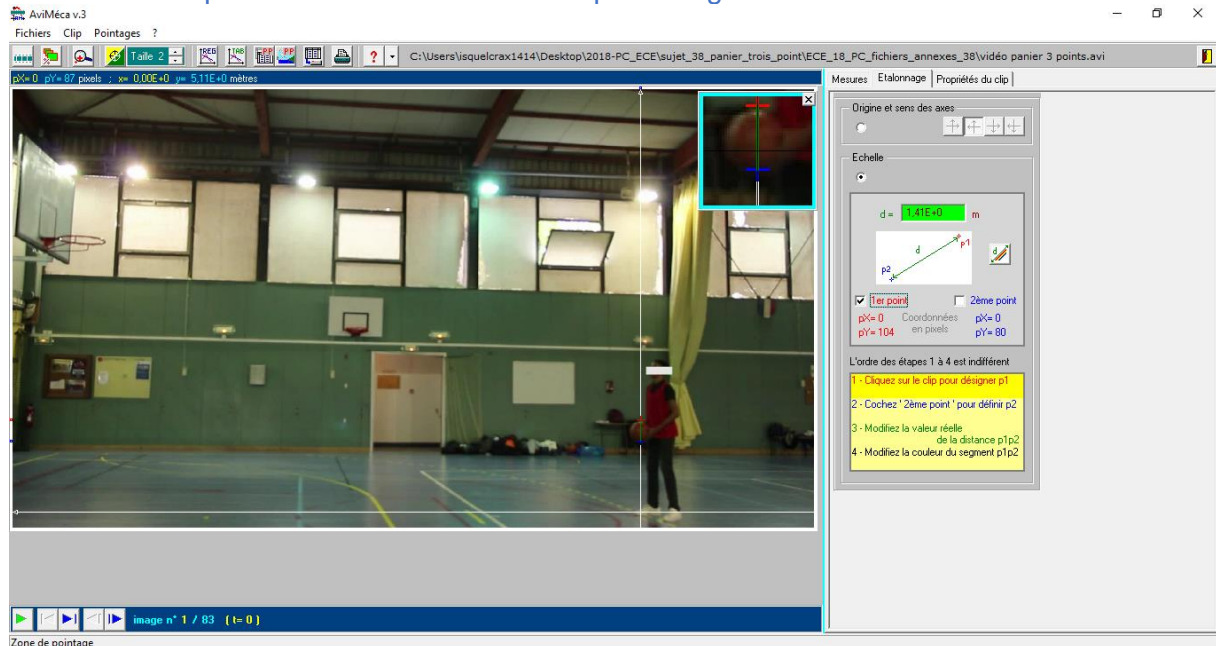 AviMéca v.3
Fichiers Clip Pointages ?
Taille 2
REG
TAB
PP
PP
?
C:\Users\isquelcrax1414\Desktop\2018-PC_ECE\sujet_38_panier_trois_point\ECE_18_PC_fichiers_annexes_38\vidéo panier 3 points.avi
pX= 0 pY= 87 pixels ; x= 0,00E+0 y= 5,11E+0 mètres
Mesures Etalonnage Propriétés du clip
Origine et sens des axes
Echelle
d = 1,41E+0 m
d
p1
p2
d
1er point 2ème point
pX= 0 Coordonnées pX= 0
pY= 104 en pixels pY= 80
L'ordre des étapes 1 à 4 est indifférent
1 - Cliquez sur le clip pour désigner p1
2 - Cochez ' 2ème point ' pour définir p2
3 - Modifiez la valeur réelle
de la distance p1p2
4 - Modifiez la couleur du segment p1p2
image n° 1 / 83 ( t= 0 )
Zone de pointage